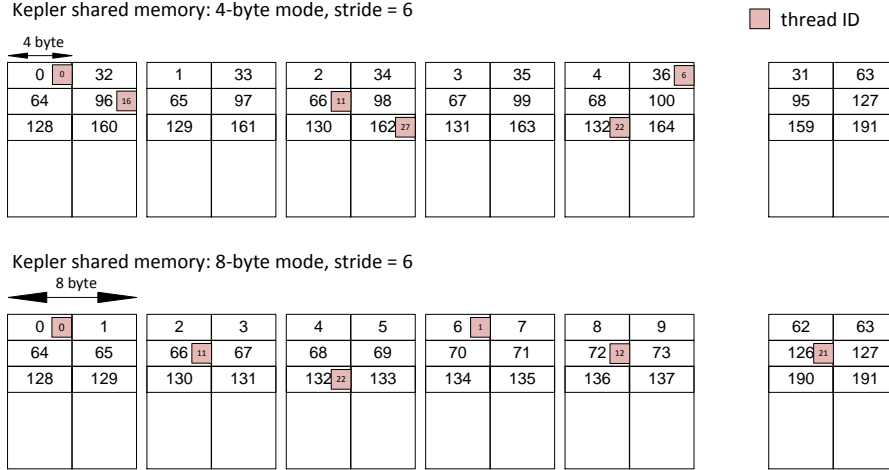 Kepler shared memory: 4-byte mode, stride = 6
thread ID
4 byte
0 0 32 1 33 2 34 3 35 4 36 6 31 63
64 96 16 65 97 66 11 98 67 99 68 100 95 127
128 160 129 161 130 162 27 131 163 132 22 164 159 191
Kepler shared memory: 8-byte mode, stride = 6
8 byte
0 0 1 2 3 4 5 6 1 7 8 9 62 63
64 65 66 11 67 68 69 70 71 72 12 73 126 21 127
128 129 130 131 132 22 133 134 135 136 137 190 191